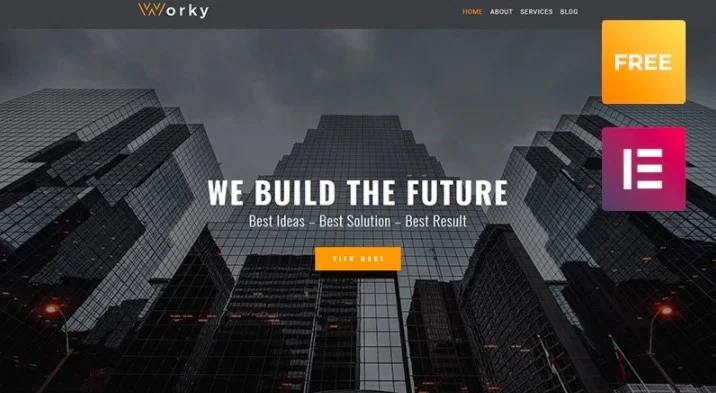 Worky
HOME ABOUT SERVICES BLOG
FREE
WE BUILD THE FUTURE
Best Ideas – Best Solution – Best Result
VIEW MORE